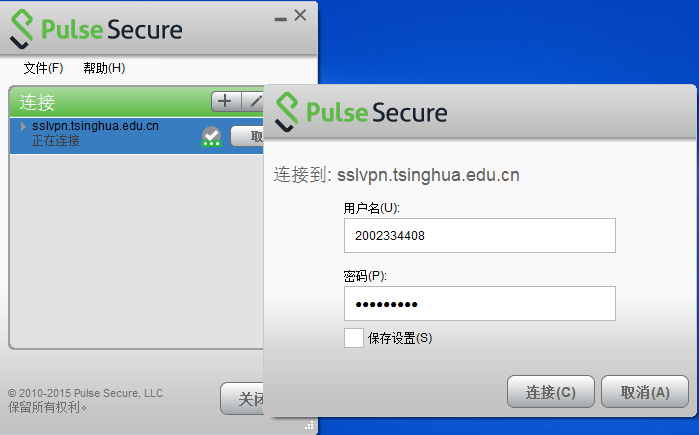 Pulse Secure
文件(F) 帮助(H)
连接
sslvpn.tsinghua.edu.cn
正在连接
取
© 2010-2015 Pulse Secure, LLC
保留所有权利。
关闭
Pulse Secure
连接到: sslvpn.tsinghua.edu.cn
用户名(U):
2002334408
密码(P):
•••••••••
保存设置(S)
连接(C)
取消(A)